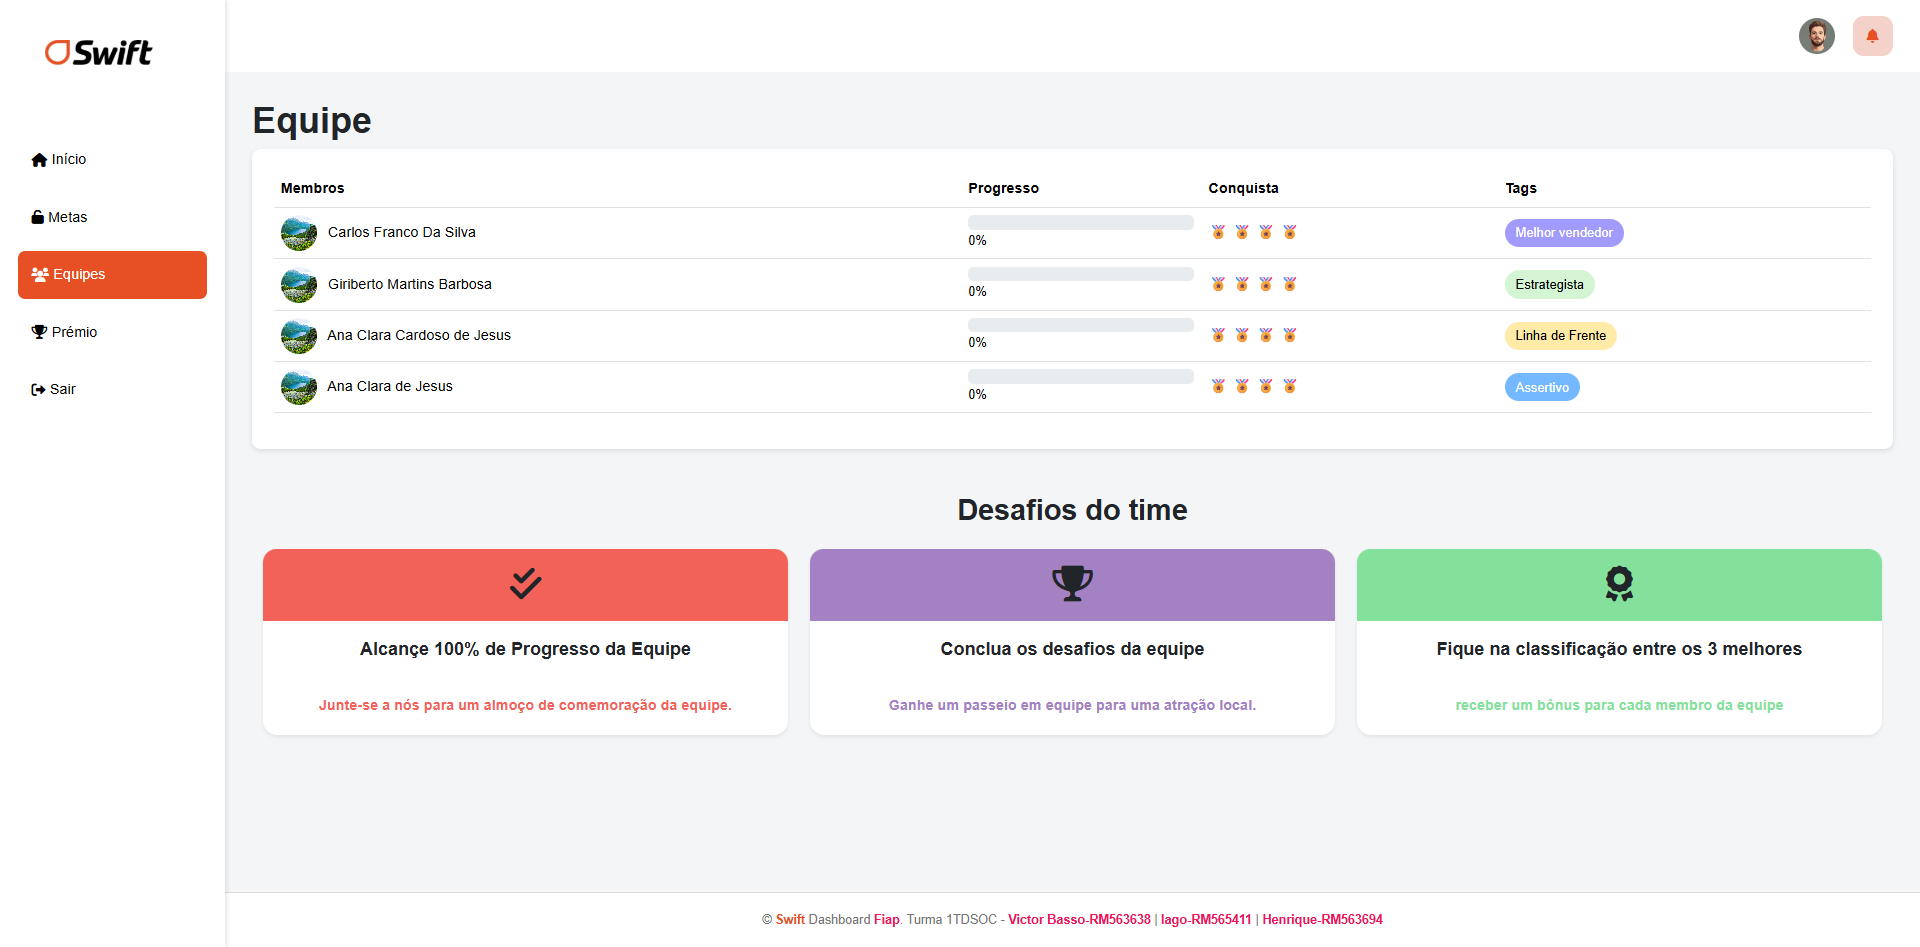 Swift
Início
Metas
Equipes
Prémio
Sair
Equipe
Membros Progresso Conquista Tags
Carlos Franco Da Silva 0% Melhor vendedor
Giriberto Martins Barbosa 0% Estrategista
Ana Clara Cardoso de Jesus 0% Linha de Frente
Ana Clara de Jesus 0% Assertivo
Desafios do time
Alcançe 100% de Progresso da Equipe
Junte-se a nós para um almoço de comemoração da equipe.
Conclua os desafios da equipe
Ganhe um passeio em equipe para uma atração local.
Fique na classificação entre os 3 melhores
receber um bônus para cada membro da equipe
© Swift Dashboard Fiap. Turma 1TDSOC - Victor Basso-RM563638 | Iago-RM565411 | Henrique-RM563694